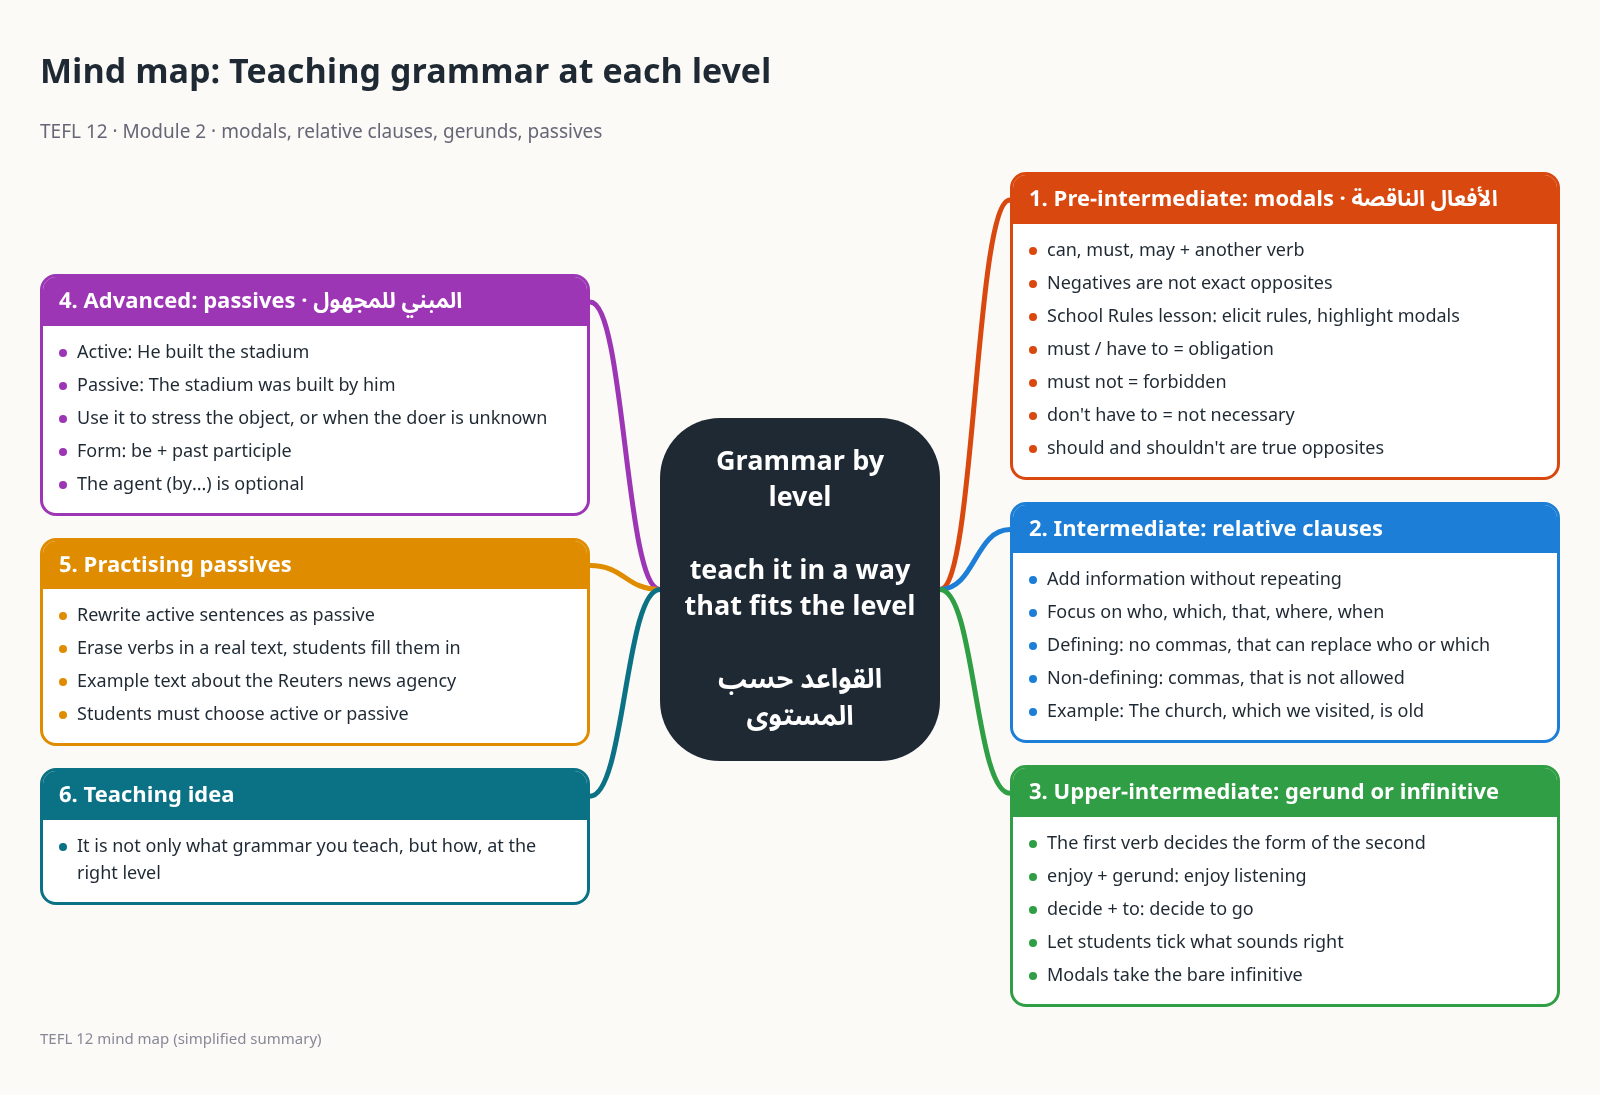 Mind map: Teaching grammar at each level
TEFL 12 · Module 2 · modals, relative clauses, gerunds, passives
1. Pre-intermediate: modals · الأفعال الناقصة
can, must, may + another verb
Negatives are not exact opposites
School Rules lesson: elicit rules, highlight modals
must / have to = obligation
must not = forbidden
don't have to = not necessary
should and shouldn't are true opposites
2. Intermediate: relative clauses
Add information without repeating
Focus on who, which, that, where, when
Defining: no commas, that can replace who or which
Non-defining: commas, that is not allowed
Example: The church, which we visited, is old
3. Upper-intermediate: gerund or infinitive
The first verb decides the form of the second
enjoy + gerund: enjoy listening
decide + to: decide to go
Let students tick what sounds right
Modals take the bare infinitive
4. Advanced: passives · المبني للمجهول
Active: He built the stadium
Passive: The stadium was built by him
Use it to stress the object, or when the doer is unknown
Form: be + past participle
The agent (by...) is optional
5. Practising passives
Rewrite active sentences as passive
Erase verbs in a real text, students fill them in
Example text about the Reuters news agency
Students must choose active or passive
6. Teaching idea
It is not only what grammar you teach, but how, at the
right level
Grammar by
level
teach it in a way
that fits the level
القواعد حسب
المستوى
TEFL 12 mind map (simplified summary)